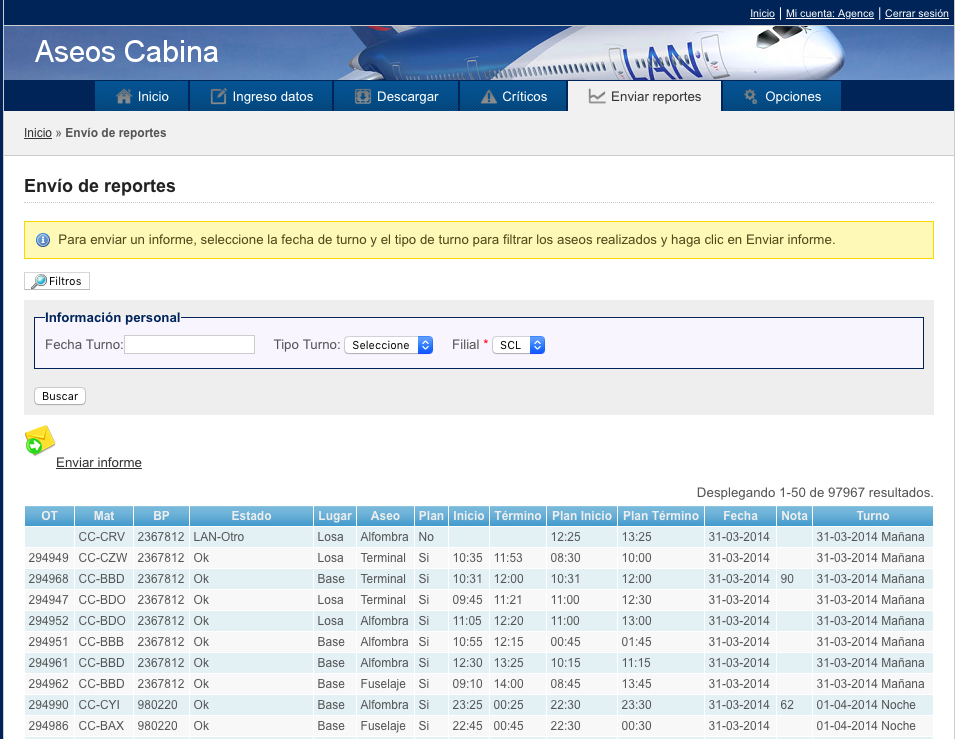 Inicio | Mi cuenta: Agence | Cerrar sesión
Aseos Cabina
LAN
Inicio Ingreso datos Descargar Críticos Enviar reportes Opciones
Inicio » Envío de reportes
Envío de reportes
Para enviar un informe, seleccione la fecha de turno y el tipo de turno para filtrar los aseos realizados y haga clic en Enviar informe.
Filtros
Información personal
Fecha Turno: Tipo Turno: Seleccione Filial * SCL
Buscar
Enviar informe
Desplegando 1-50 de 97967 resultados.
OT Mat BP Estado Lugar Aseo Plan Inicio Término Plan Inicio Plan Término Fecha Nota Turno
CC-CRV 2367812 LAN-Otro Losa Alfombra No 12:25 13:25 31-03-2014 31-03-2014 Mañana
294949 CC-CZW 2367812 Ok Losa Terminal Si 10:35 11:53 08:30 10:00 31-03-2014 31-03-2014 Mañana
294968 CC-BBD 2367812 Ok Base Terminal Si 10:31 12:00 10:31 12:00 31-03-2014 90 31-03-2014 Mañana
294947 CC-BDO 2367812 Ok Losa Terminal Si 09:45 11:21 11:00 12:30 31-03-2014 31-03-2014 Mañana
294952 CC-BDO 2367812 Ok Losa Alfombra Si 11:05 12:20 11:00 13:00 31-03-2014 31-03-2014 Mañana
294951 CC-BBB 2367812 Ok Base Alfombra Si 10:55 12:15 00:45 01:45 31-03-2014 31-03-2014 Mañana
294961 CC-BBD 2367812 Ok Base Alfombra Si 12:30 13:25 10:15 11:15 31-03-2014 31-03-2014 Mañana
294962 CC-BBD 2367812 Ok Base Fuselaje Si 09:10 14:00 08:45 13:45 31-03-2014 31-03-2014 Mañana
294990 CC-CYI 980220 Ok Base Alfombra Si 23:25 00:25 22:30 23:30 31-03-2014 62 01-04-2014 Noche
294986 CC-BAX 980220 Ok Base Fuselaje Si 22:45 00:45 22:30 00:30 31-03-2014 01-04-2014 Noche